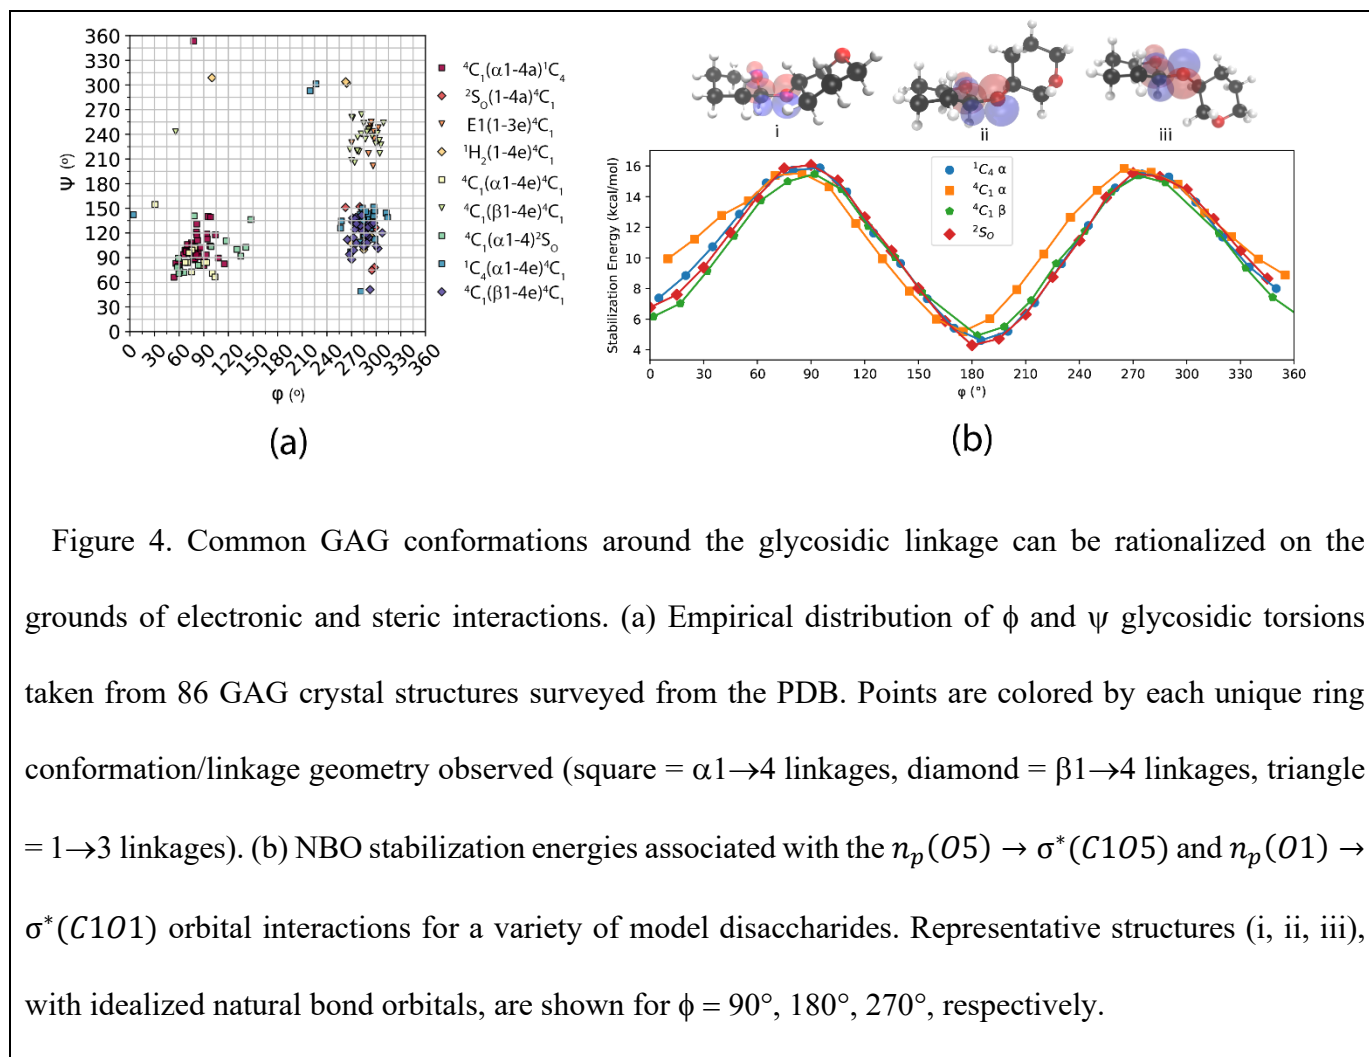 360
330
300
270
240
210
180
150
120
90
60
30
0
Ψ (º)
0 30 60 90 120 150 180 210 240 270 300 330 360
φ (º)
⁴C₁(α1-4a)¹C₄
²S_O(1-4a)⁴C₁
E1(1-3e)⁴C₁
¹H₂(1-4e)⁴C₁
⁴C₁(α1-4e)⁴C₁
⁴C₁(β1-4e)⁴C₁
⁴C₁(α1-4)²S_O
¹C₄(α1-4e)⁴C₁
⁴C₁(β1-4e)⁴C₁
(a)
i
ii
iii
Stabilization Energy (kcal/mol)
16
14
12
10
8
6
4
¹C₄ α
⁴C₁ α
⁴C₁ β
²S_O
0 30 60 90 120 150 180 210 240 270 300 330 360
φ (°)
(b)
Figure 4. Common GAG conformations around the glycosidic linkage can be rationalized on the
grounds of electronic and steric interactions. (a) Empirical distribution of ϕ and ψ glycosidic torsions
taken from 86 GAG crystal structures surveyed from the PDB. Points are colored by each unique ring
conformation/linkage geometry observed (square = α1→4 linkages, diamond = β1→4 linkages, triangle
= 1→3 linkages). (b) NBO stabilization energies associated with the n_p(O5) → σ*(C1O5) and n_p(O1) →
σ*(C1O1) orbital interactions for a variety of model disaccharides. Representative structures (i, ii, iii),
with idealized natural bond orbitals, are shown for ϕ = 90°, 180°, 270°, respectively.